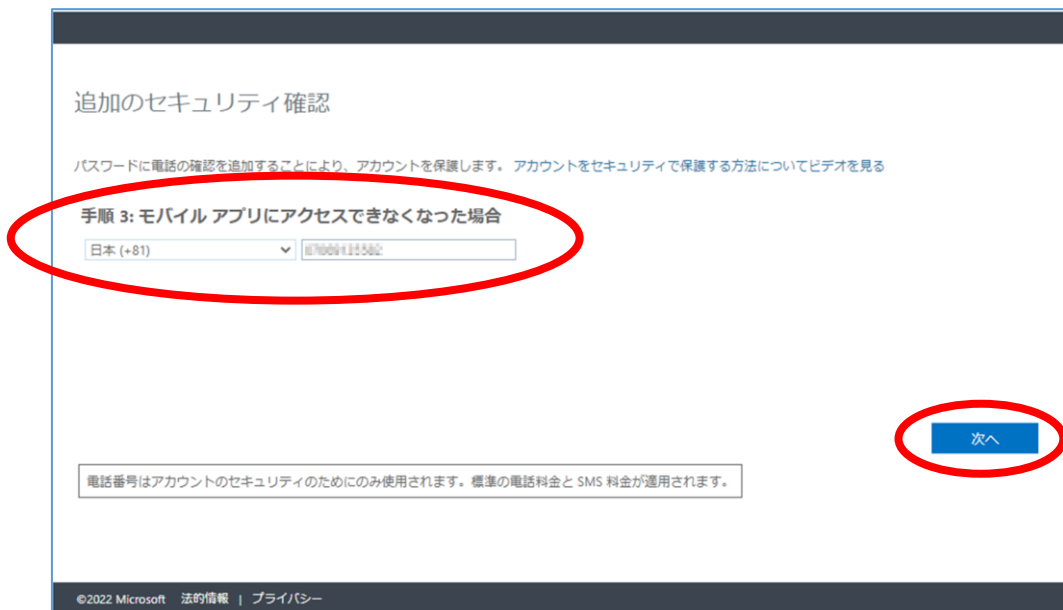 追加のセキュリティ確認
パスワードに電話の確認を追加することにより、アカウントを保護します。 アカウントをセキュリティで保護する方法についてビデオを見る
手順 3: モバイル アプリにアクセスできなくなった場合
日本 (+81)
次へ
電話番号はアカウントのセキュリティのためにのみ使用されます。標準の電話料金と SMS 料金が適用されます。
©2022 Microsoft 法的情報 | プライバシー